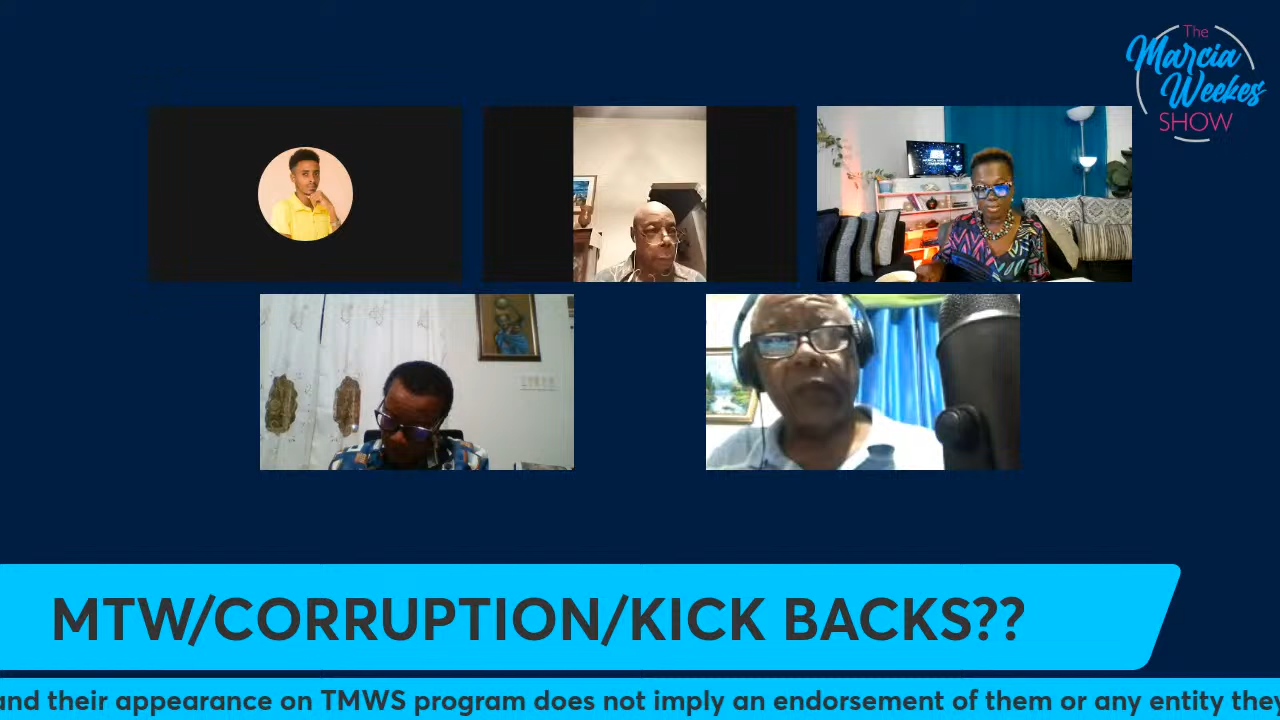 The
Marcia
Weekes
SHOW
MTW/CORRUPTION/KICK BACKS??
and their appearance on TMWS program does not imply an endorsement of them or any entity they